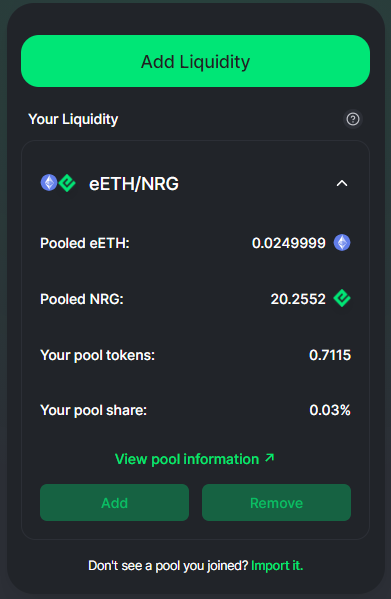 Add Liquidity
Your Liquidity
eETH/NRG
Pooled eETH: 0.0249999
Pooled NRG: 20.2552
Your pool tokens: 0.7115
Your pool share: 0.03%
View pool information ↗
Add Remove
Don't see a pool you joined? Import it.